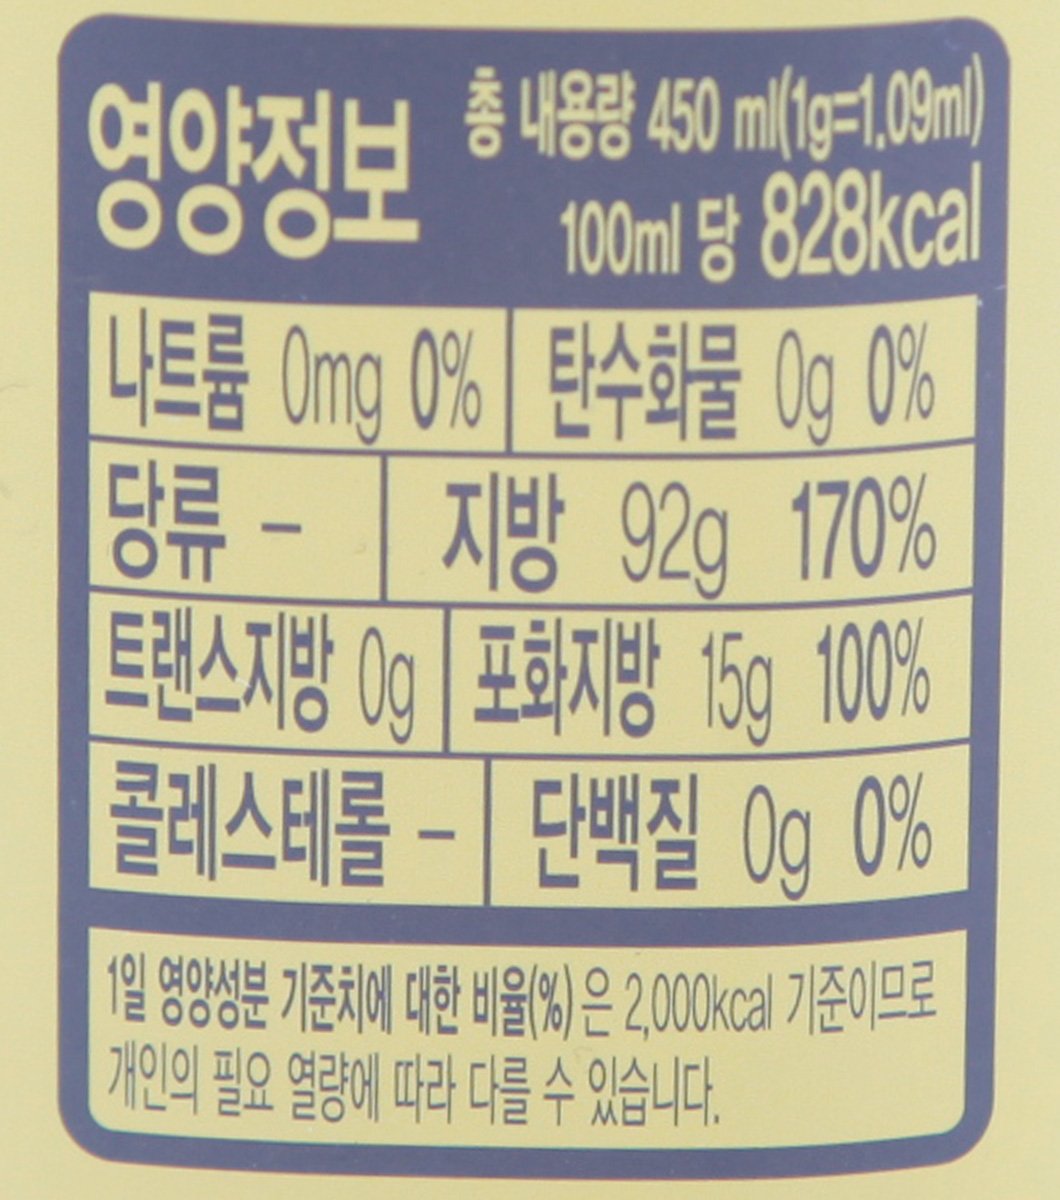 영양정보
총 내용량 450 ml(1g=1.09ml)
100ml 당 828kcal
나트륨 0mg 0% 탄수화물 0g 0%
당류 – 지방 92g 170%
트랜스지방 0g 포화지방 15g 100%
콜레스테롤 – 단백질 0g 0%
1일 영양성분 기준치에 대한 비율(%)은 2,000kcal 기준이므로
개인의 필요 열량에 따라 다를 수 있습니다.